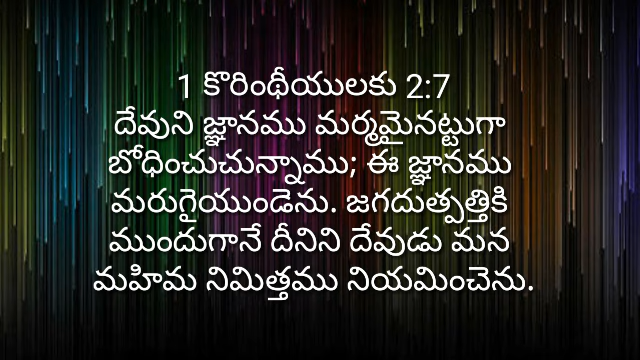 1 కొరింథీయులకు 2:7
దేవుని జ్ఞానము మర్మమైనట్టుగా
బోధించుచున్నాము; ఈ జ్ఞానము
మరుగైయుండెను. జగదుత్పత్తికి
ముందుగానే దీనిని దేవుడు మన
మహిమ నిమిత్తము నియమించెను.